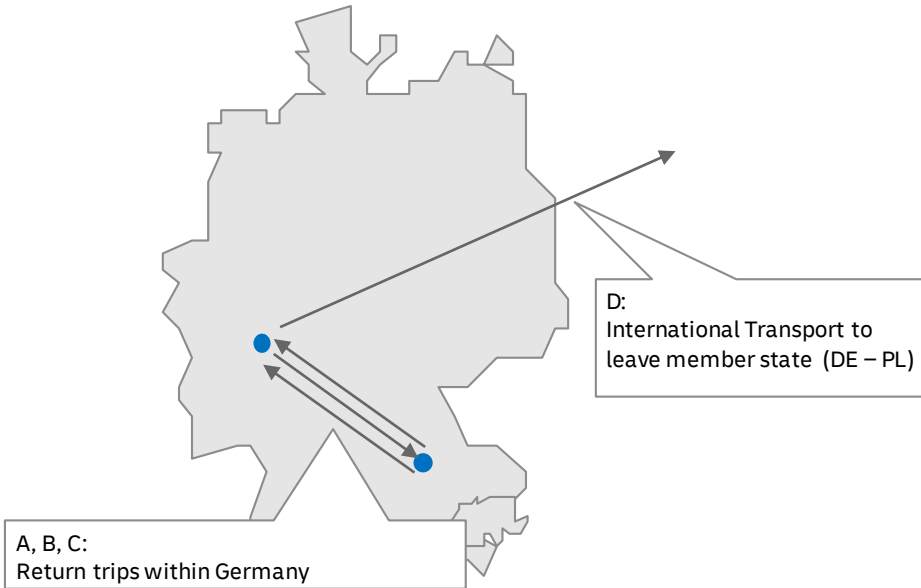 D:
International Transport to
leave member state (DE – PL)
A, B, C:
Return trips within Germany